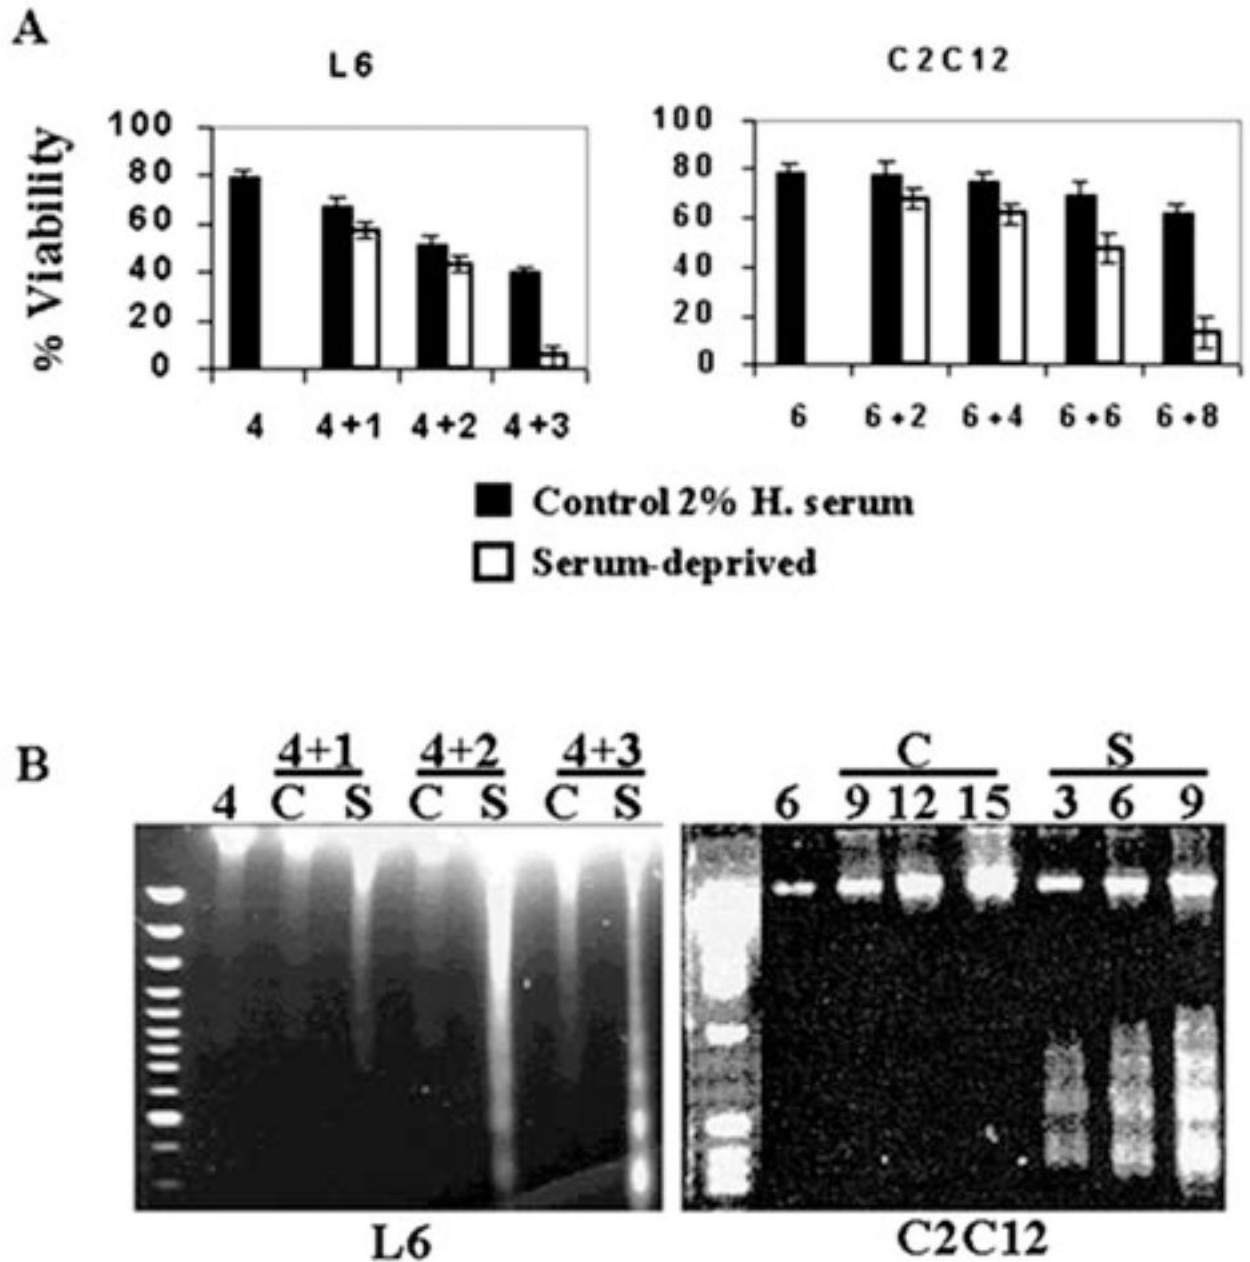 A
L6
C2C12
% Viability
100
80
60
40
20
0
4 4+1 4+2 4+3
100
80
60
40
20
0
6 6+2 6+4 6+6 6+8
Control 2% H. serum
Serum-deprived
B
4+1 4+2 4+3
4 C S C S C S
C S
6 9 12 15 3 6 9
L6
C2C12